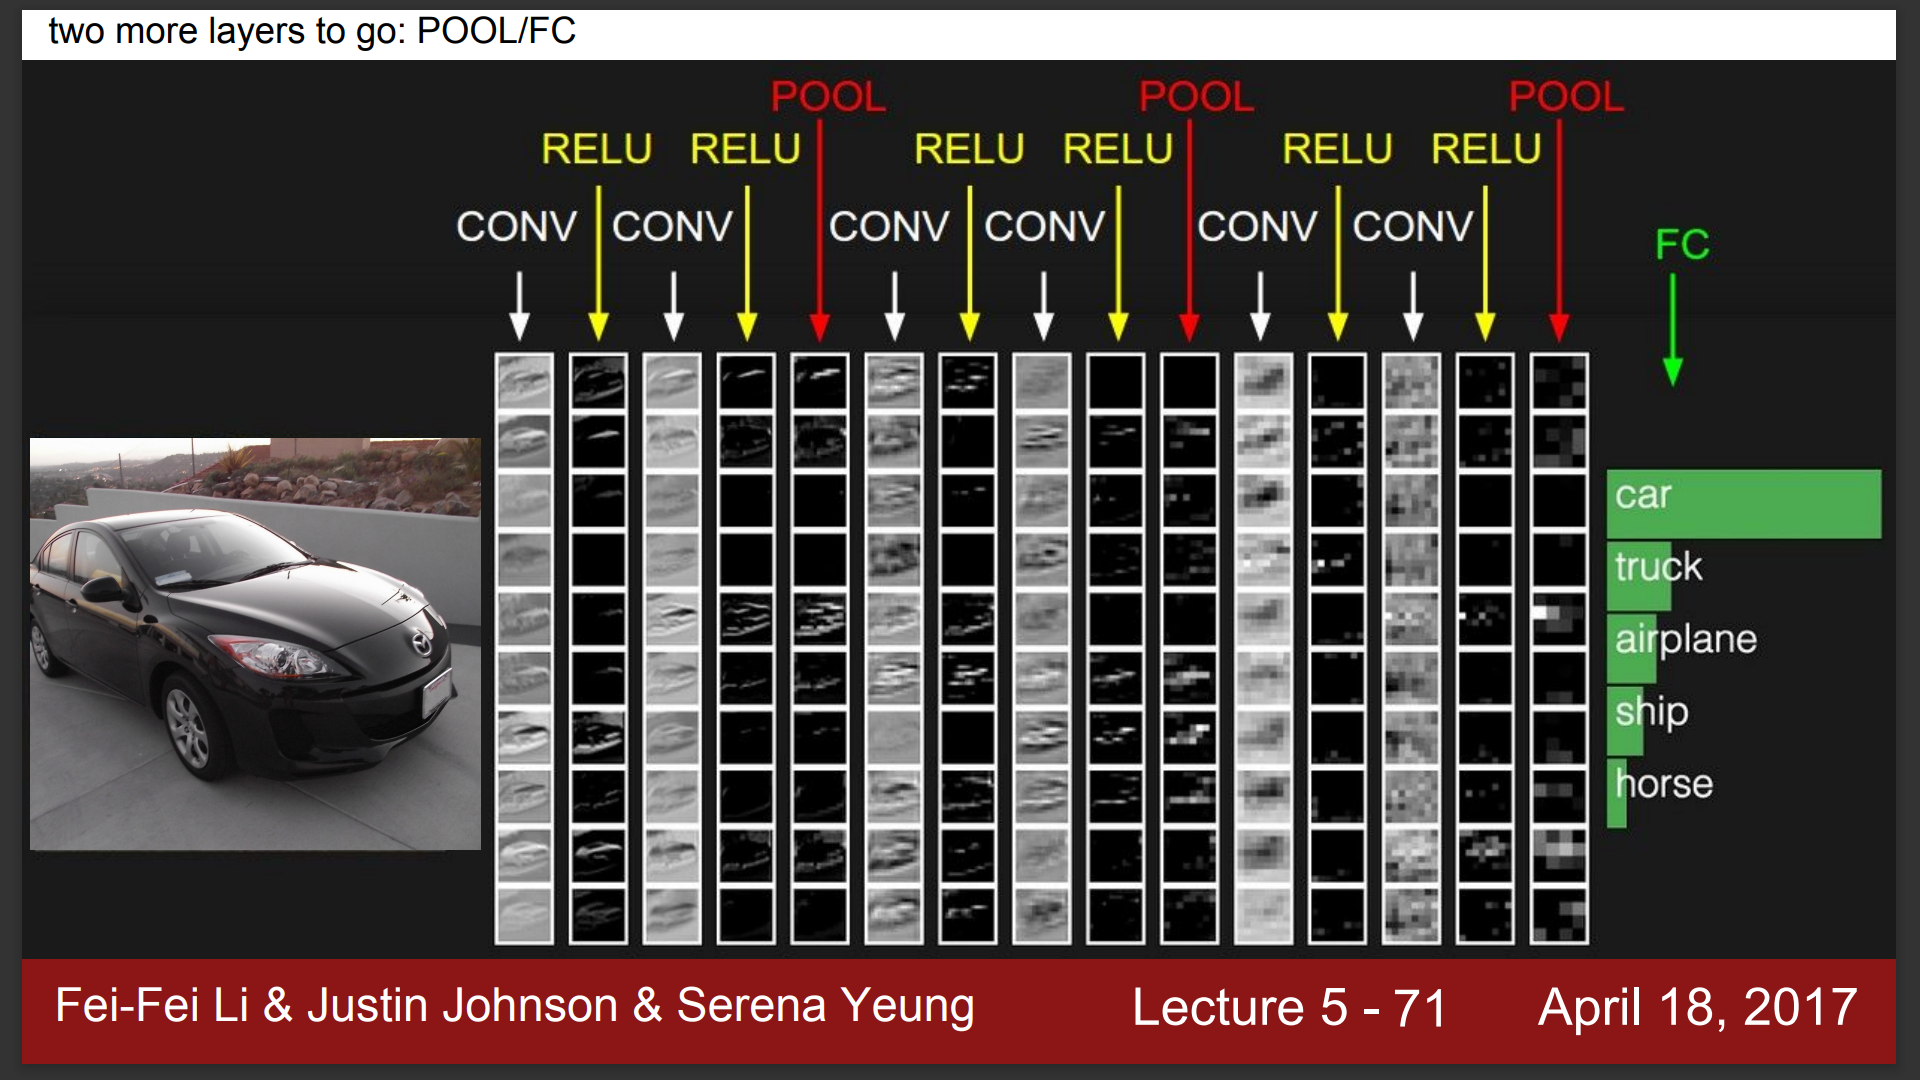 two more layers to go: POOL/FC
POOL POOL POOL
RELU RELU RELU RELU RELU RELU
CONV CONV CONV CONV CONV CONV
FC
car
truck
airplane
ship
horse
Fei-Fei Li & Justin Johnson & Serena Yeung Lecture 5 - 71 April 18, 2017